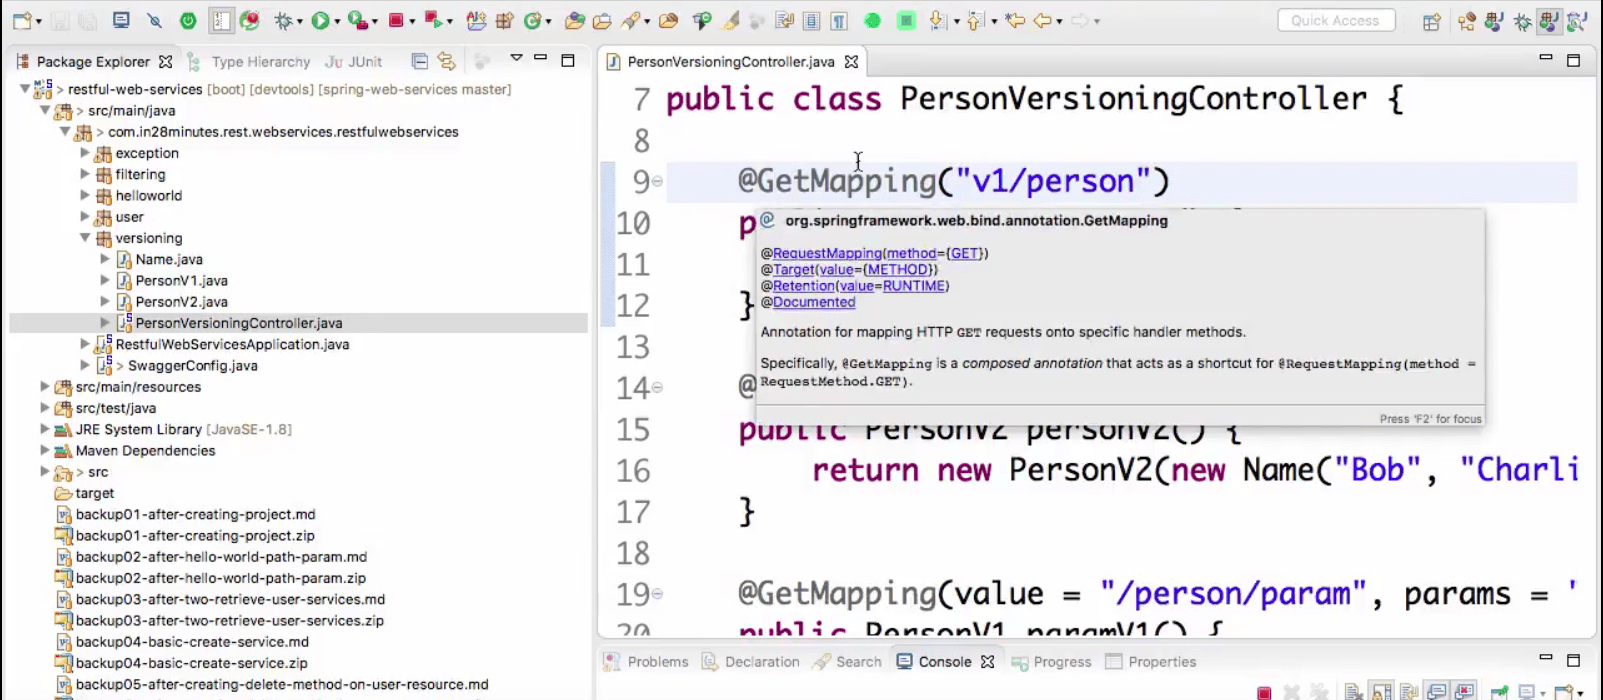 Quick Access
Package Explorer
Type Hierarchy
JUnit
> restful-web-services [boot] [devtools] [spring-web-services master]
> src/main/java
> com.in28minutes.rest.webservices.restfulwebservices
exception
filtering
helloworld
user
versioning
Name.java
PersonV1.java
PersonV2.java
PersonVersioningController.java
RestfulWebServicesApplication.java
> SwaggerConfig.java
src/main/resources
src/test/java
JRE System Library [JavaSE-1.8]
Maven Dependencies
> src
target
backup01-after-creating-project.md
backup01-after-creating-project.zip
backup02-after-hello-world-path-param.md
backup02-after-hello-world-path-param.zip
backup03-after-two-retrieve-user-services.md
backup03-after-two-retrieve-user-services.zip
backup04-basic-create-service.md
backup04-basic-create-service.zip
backup05-after-creating-delete-method-on-user-resource.md
PersonVersioningController.java
7 public class PersonVersioningController {
8
9 @GetMapping("v1/person")
10 p
11
12 }
13
14 @
15 public PersonV2 personV2() {
16 return new PersonV2(new Name("Bob", "Charli
17 }
18
19 @GetMapping(value = "/person/param", params = "
20 public PersonV1 paramV1() {
@ org.springframework.web.bind.annotation.GetMapping
@RequestMapping(method={GET})
@Target(value={METHOD})
@Retention(value=RUNTIME)
@Documented
Annotation for mapping HTTP GET requests onto specific handler methods.
Specifically, @GetMapping is a composed annotation that acts as a shortcut for @RequestMapping(method =
RequestMethod.GET).
Press 'F2' for focus
Problems
Declaration
Search
Console
Progress
Properties